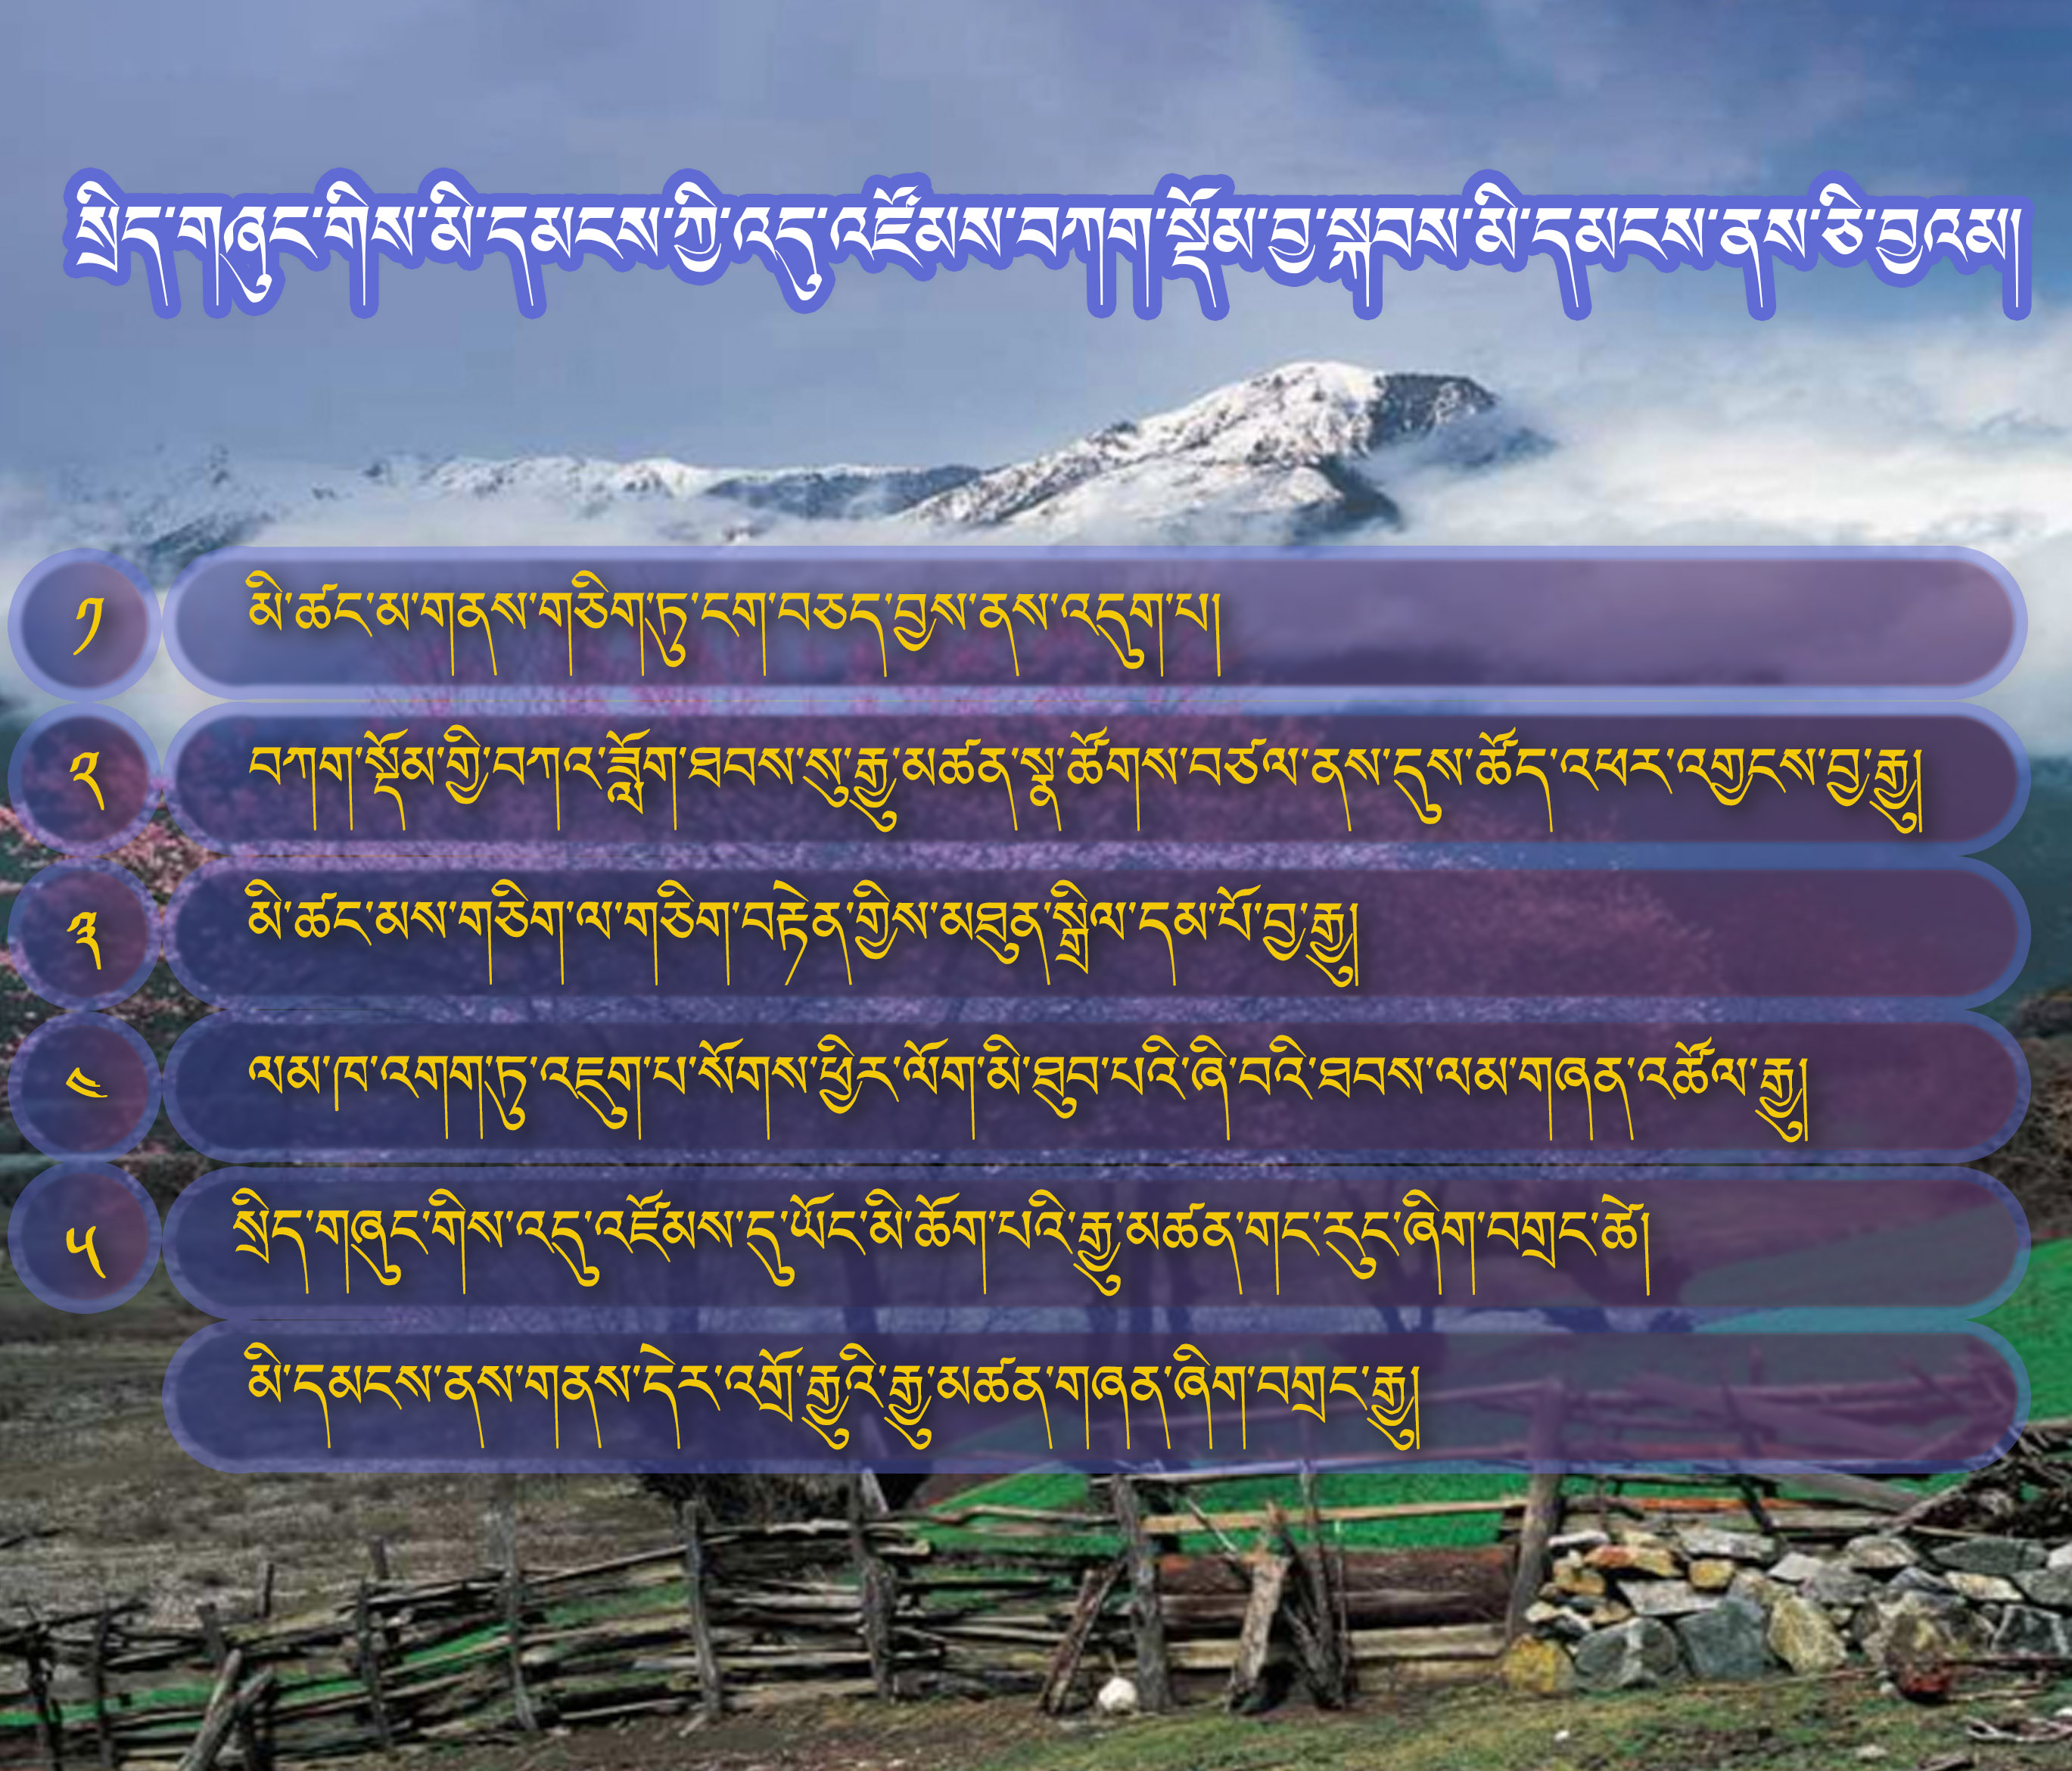 སྲིད་གཞུང་གིས་མི་དམངས་ཀྱི་འདུ་འཛོམས་བཀག་སྡོམ་བྱ་སྐབས་མི་དམངས་ནས་ཅི་བྱའམ།
༡ མི་ཚང་མ་གནས་གཅིག་ཏུ་ངག་བཅད་བྱས་ནས་འདུག་པ།
༢ བཀག་སྡོམ་གྱི་བཀའ་ཟློག་ཐབས་སུ་རྒྱུ་མཚན་སྣ་ཚོགས་བཙལ་ནས་དུས་ཚོད་འཕར་འགྱངས་བྱ་རྒྱུ།
༣ མི་ཚང་མས་གཅིག་ལ་གཅིག་བརྟེན་གྱིས་མཐུན་སྒྲིལ་དམ་པོ་བྱ་རྒྱུ།
༤ ལམ་ཁ་འགག་ཏུ་འཇུག་པ་སོགས་ཕྱིར་ལོག་མི་ཐུབ་པའི་ཞི་བའི་ཐབས་ལམ་གཞན་འཚོལ་རྒྱུ།
༥ སྲིད་གཞུང་གིས་འདུ་འཛོམས་དུ་ཡོང་མི་ཆོག་པའི་རྒྱུ་མཚན་གང་རུང་ཞིག་བགྲང་ཚེ།
མི་དམངས་ནས་གནས་དེར་འགྲོ་རྒྱུའི་རྒྱུ་མཚན་གཞན་ཞིག་བགྲང་རྒྱུ།